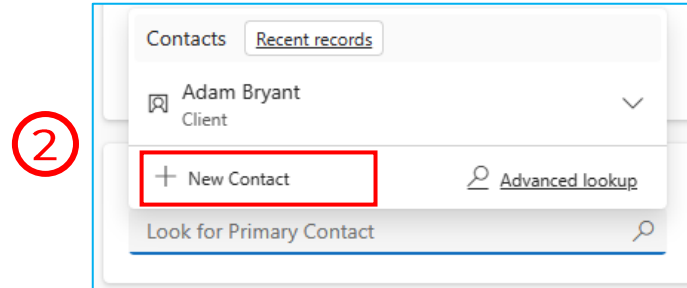 2
Contacts Recent records
Adam Bryant
Client
New Contact Advanced lookup
Look for Primary Contact